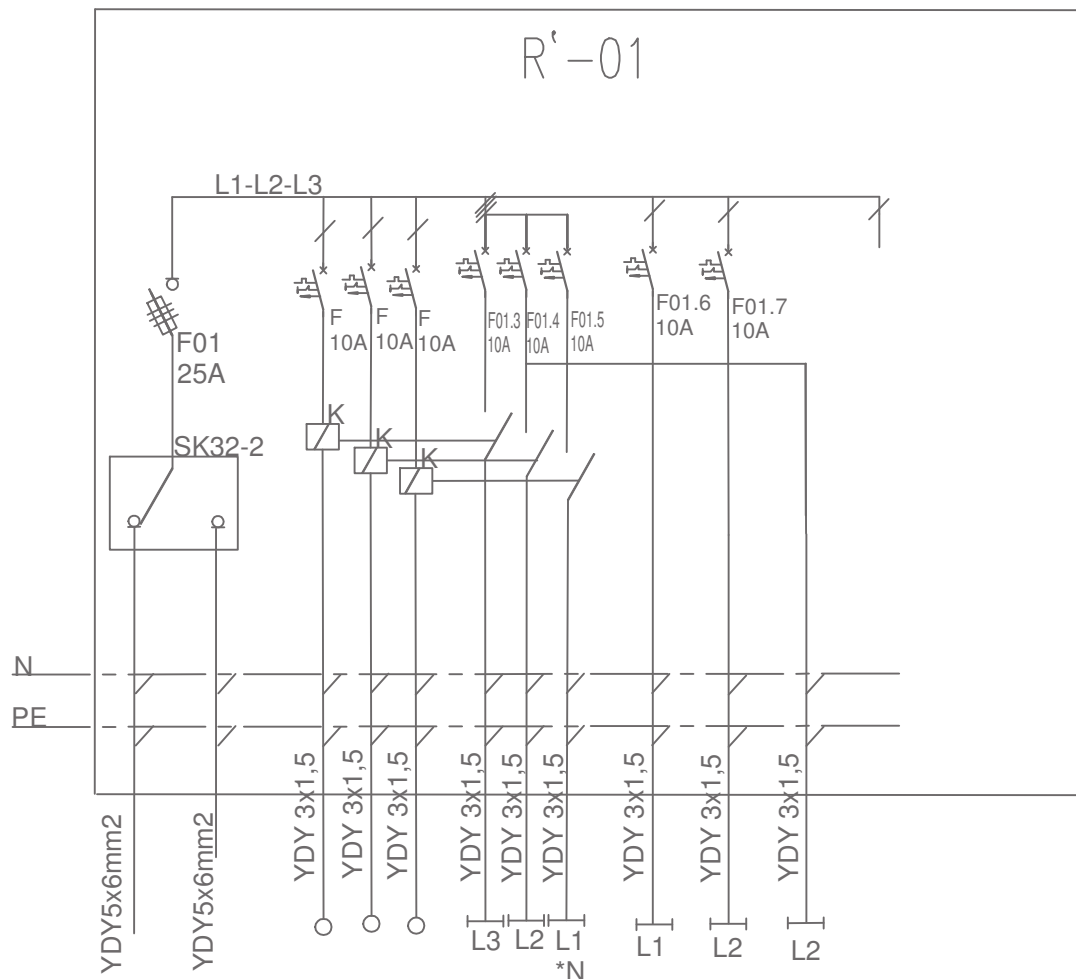 R'-01
L1-L2-L3
F01
25A
SK32-2
F
10A
F
10A
F
10A
F01.3
10A
F01.4
10A
F01.5
10A
F01.6
10A
F01.7
10A
K
K
K
N
PE
YDY5x6mm2
YDY5x6mm2
YDY 3x1,5
YDY 3x1,5
YDY 3x1,5
YDY 3x1,5
YDY 3x1,5
YDY 3x1,5
YDY 3x1,5
YDY 3x1,5
YDY 3x1,5
L3
L2
L1
*N
L1
L2
L2